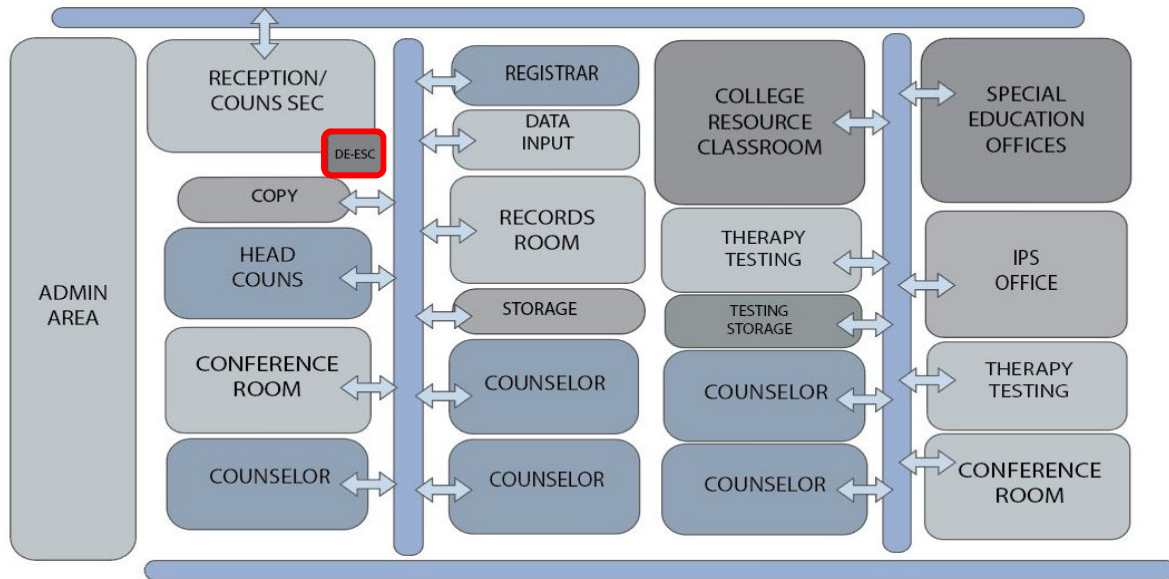 ADMIN
AREA
RECEPTION/
COUNS SEC
DE-ESC
COPY
HEAD
COUNS
CONFERENCE
ROOM
COUNSELOR
REGISTRAR
DATA
INPUT
RECORDS
ROOM
STORAGE
COUNSELOR
COUNSELOR
COLLEGE
RESOURCE
CLASSROOM
THERAPY
TESTING
TESTING
STORAGE
COUNSELOR
COUNSELOR
SPECIAL
EDUCATION
OFFICES
IPS
OFFICE
THERAPY
TESTING
CONFERENCE
ROOM